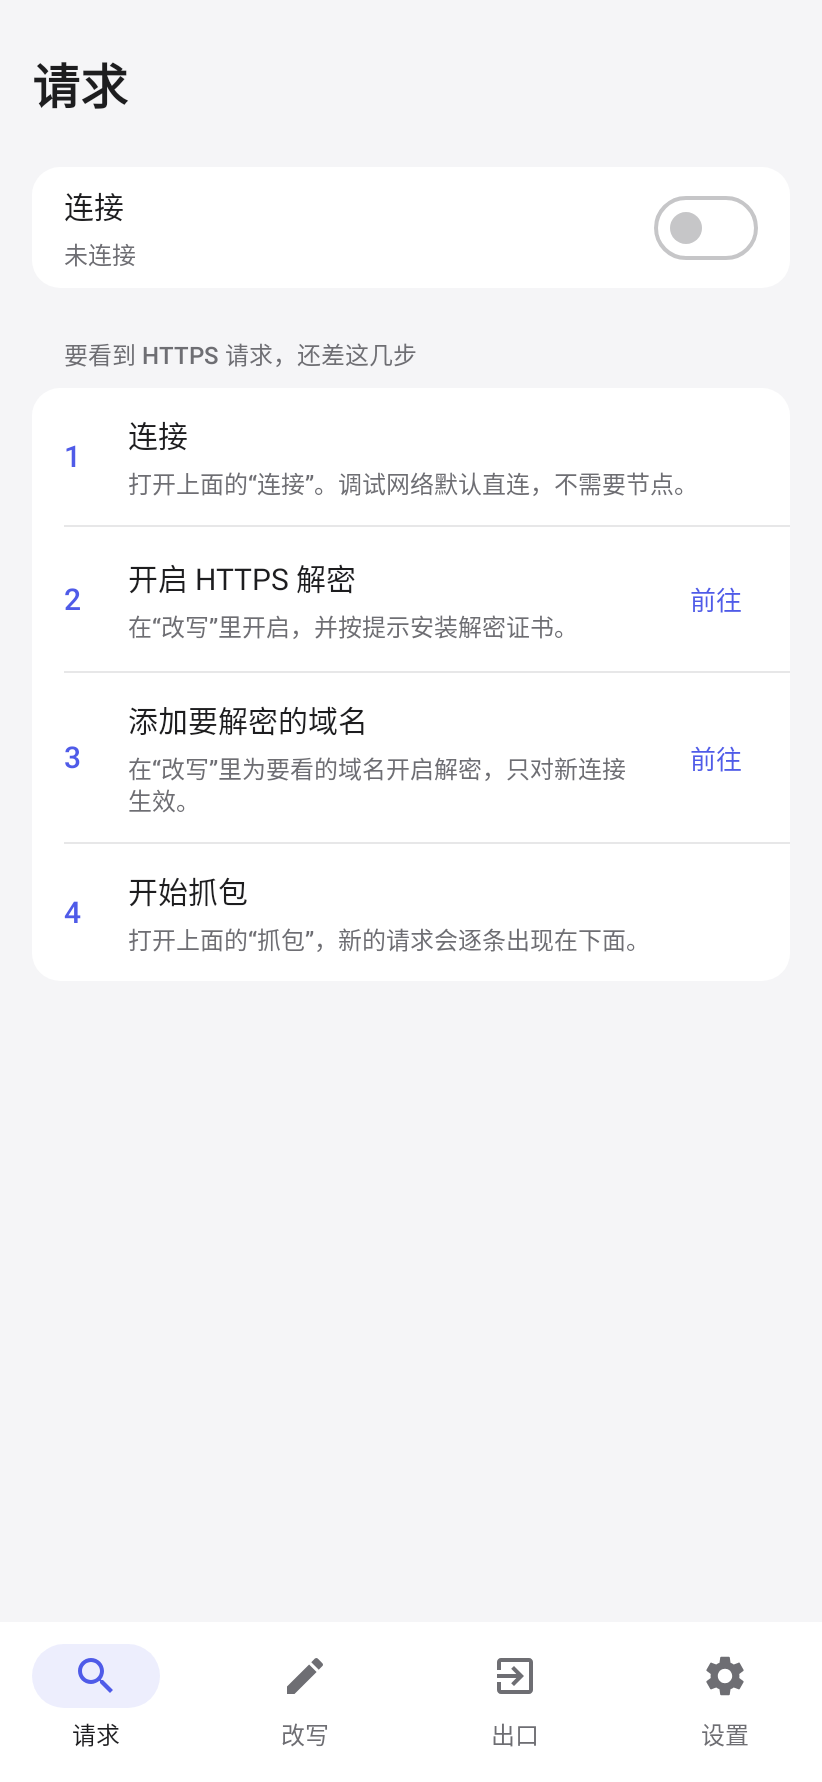 请求
连接
未连接
要看到 HTTPS 请求，还差这几步
1
连接
打开上面的“连接”。调试网络默认直连，不需要节点。
2
开启 HTTPS 解密
在“改写”里开启，并按提示安装解密证书。
前往
3
添加要解密的域名
在“改写”里为要看的域名开启解密，只对新连接
生效。
前往
4
开始抓包
打开上面的“抓包”，新的请求会逐条出现在下面。
请求
改写
出口
设置